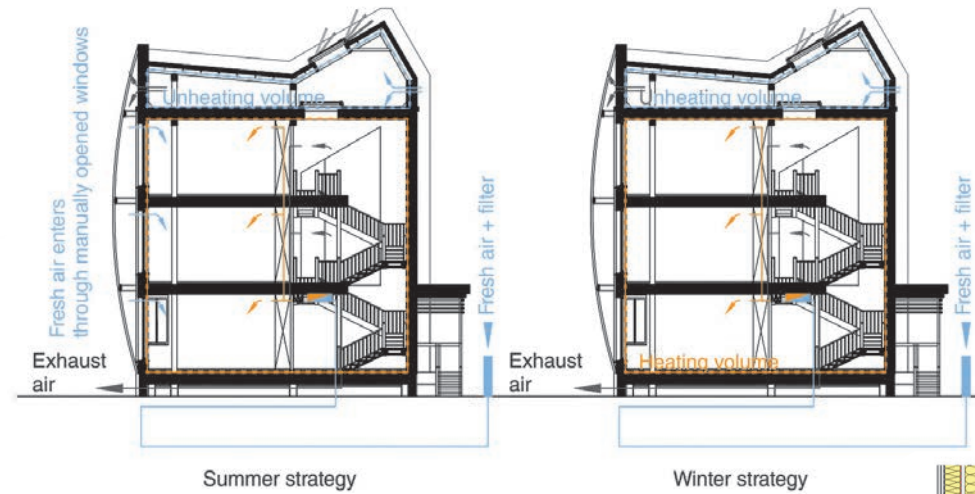 Unheating volume
Fresh air enters
through manually opened windows
Fresh air + filter
Exhaust
air
Summer strategy
Unheating volume
Fresh air + filter
Heating volume
Exhaust
air
Winter strategy